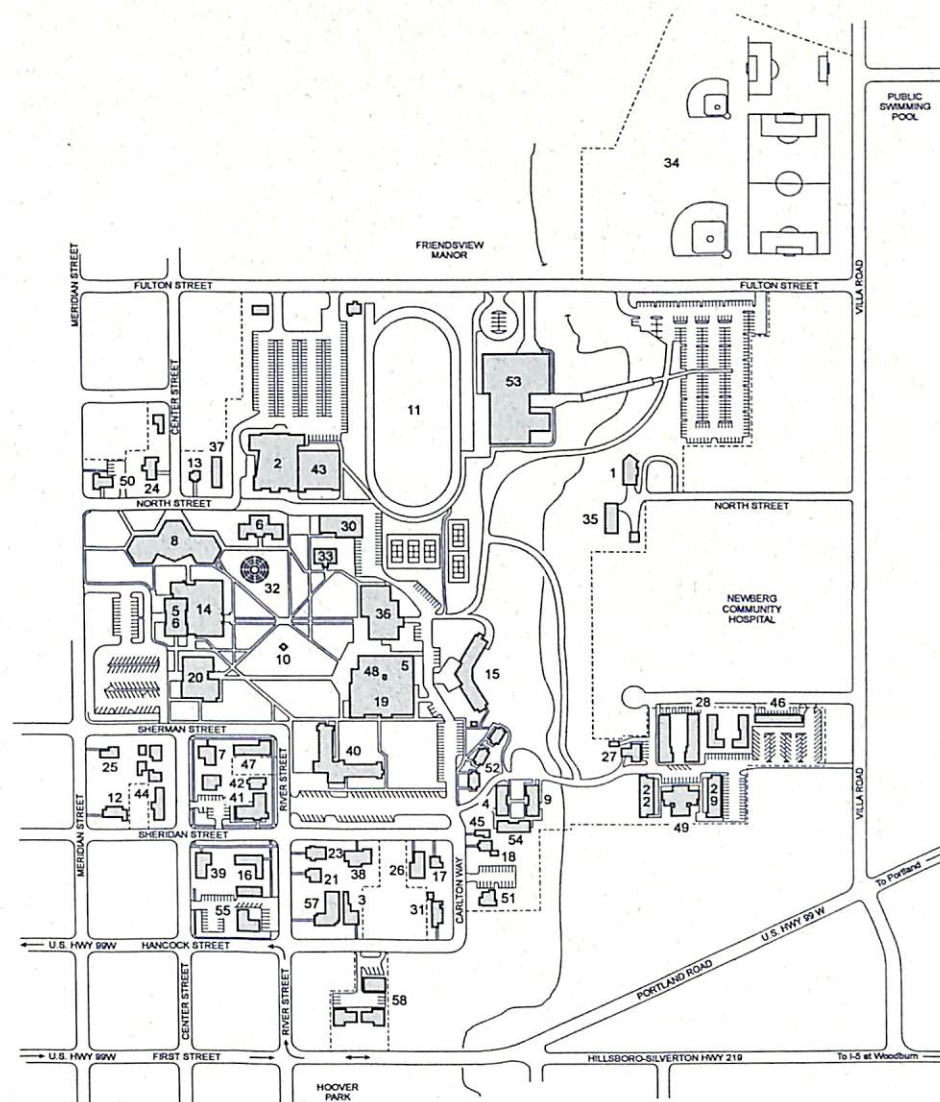 PUBLIC
SWIMMING
POOL
34
MERIDIAN STREET
FRIENDSVIEW
MANOR
VILLA ROAD
FULTON STREET
FULTON STREET
CENTER STREET
53
11
37
13
2
43
1
50
24
NORTH STREET
NORTH STREET
35
6
30
8
33
32
NEWBERG
COMMUNITY
HOSPITAL
5
6
14
36
10
48
5
15
20
19
28
46
SHERMAN STREET
25
7
47
RIVER STREET
40
52
27
42
44
41
12
4
9
2
2
2
9
49
VILLA ROAD
MERIDIAN STREET
SHERIDAN STREET
45
54
18
39
16
23
38
26
17
21
CARLTON WAY
51
57
3
31
55
To Portland
U.S. HWY 99W
HANCOCK STREET
U.S. HWY 99 W
PORTLAND ROAD
CENTER STREET
RIVER STREET
58
U.S. HWY 99W
FIRST STREET
HILLSBORO-SILVERTON HWY 219
To I-5 at Woodburn
HOOVER
PARK